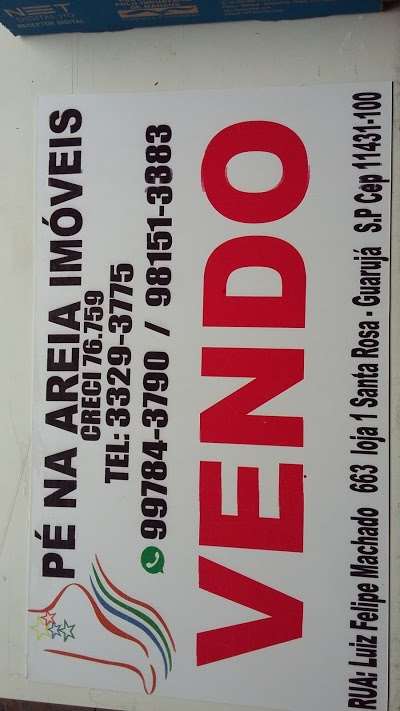 NET
PÉ NA AREIA IMÓVEIS
CRECI 76.759
TEL: 3329-3775
99784-3790 / 98151-3383
VENDO
RUA: Luiz Felipe Machado 663 loja 1 Santa Rosa - Guarujá S.P Cep 11431-100